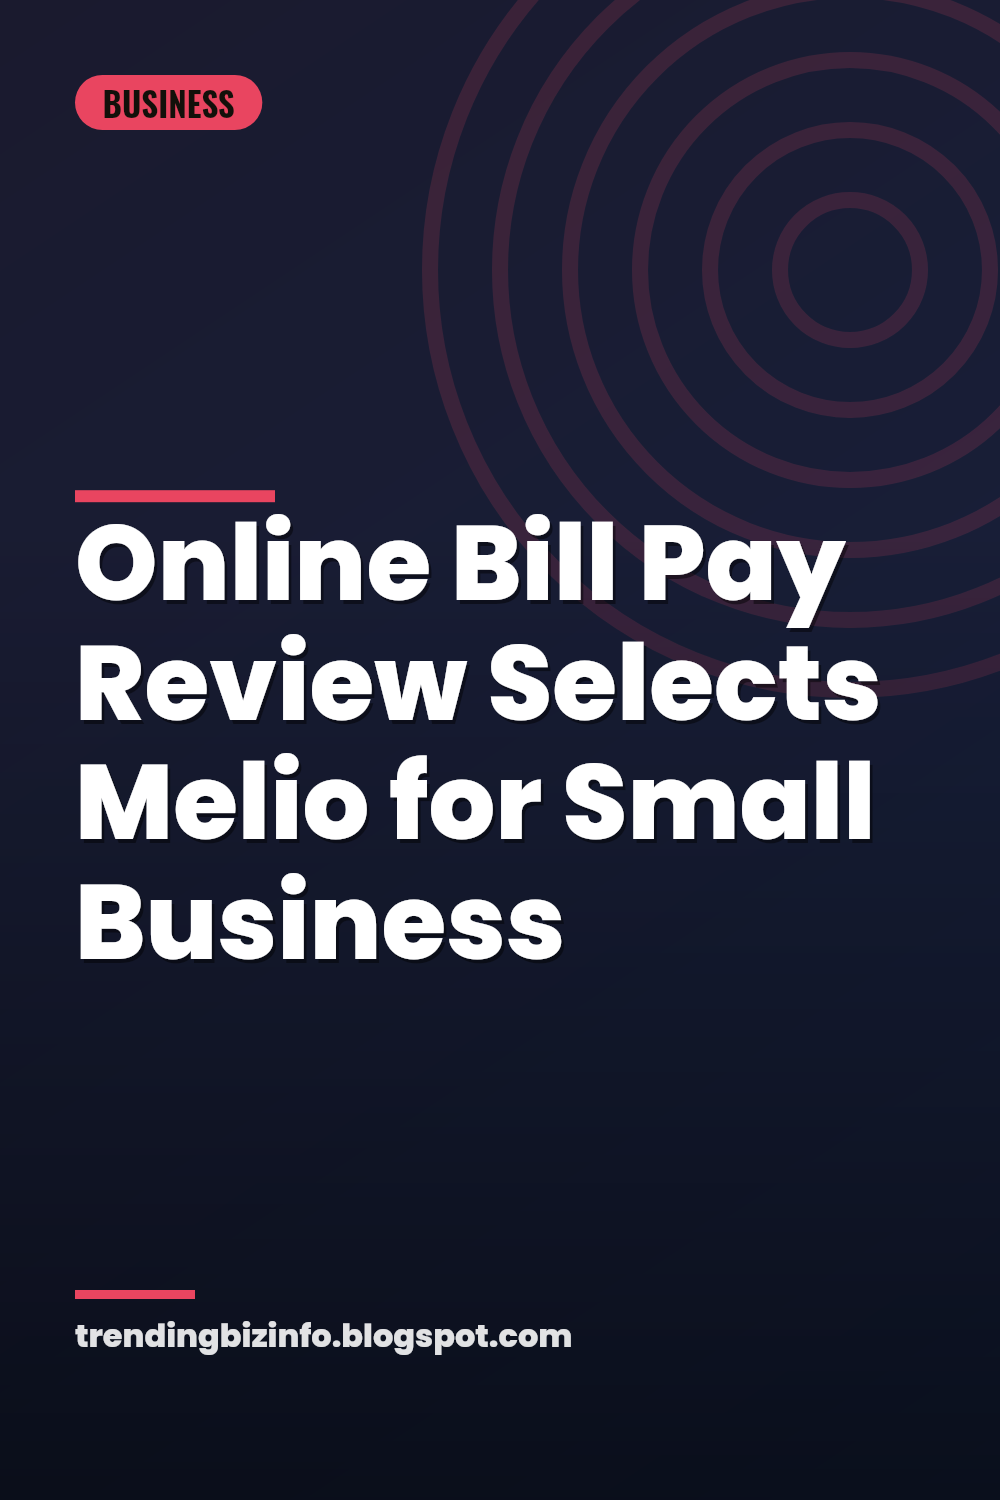 BUSINESS
Online Bill Pay
Review Selects
Melio for Small
Business
trendingbizinfo.blogspot.com